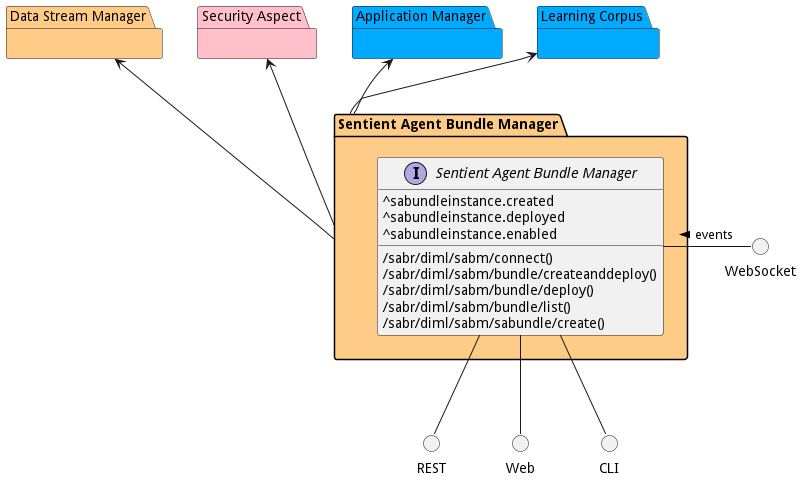 Data Stream Manager
Security Aspect
Application Manager
Learning Corpus
Sentient Agent Bundle Manager
I
Sentient Agent Bundle Manager
^sabundleinstance.created
^sabundleinstance.deployed
^sabundleinstance.enabled
/sabr/diml/sabm/connect()
/sabr/diml/sabm/bundle/createanddeploy()
/sabr/diml/sabm/bundle/deploy()
/sabr/diml/sabm/bundle/list()
/sabr/diml/sabm/sabundle/create()
events
WebSocket
REST
Web
CLI